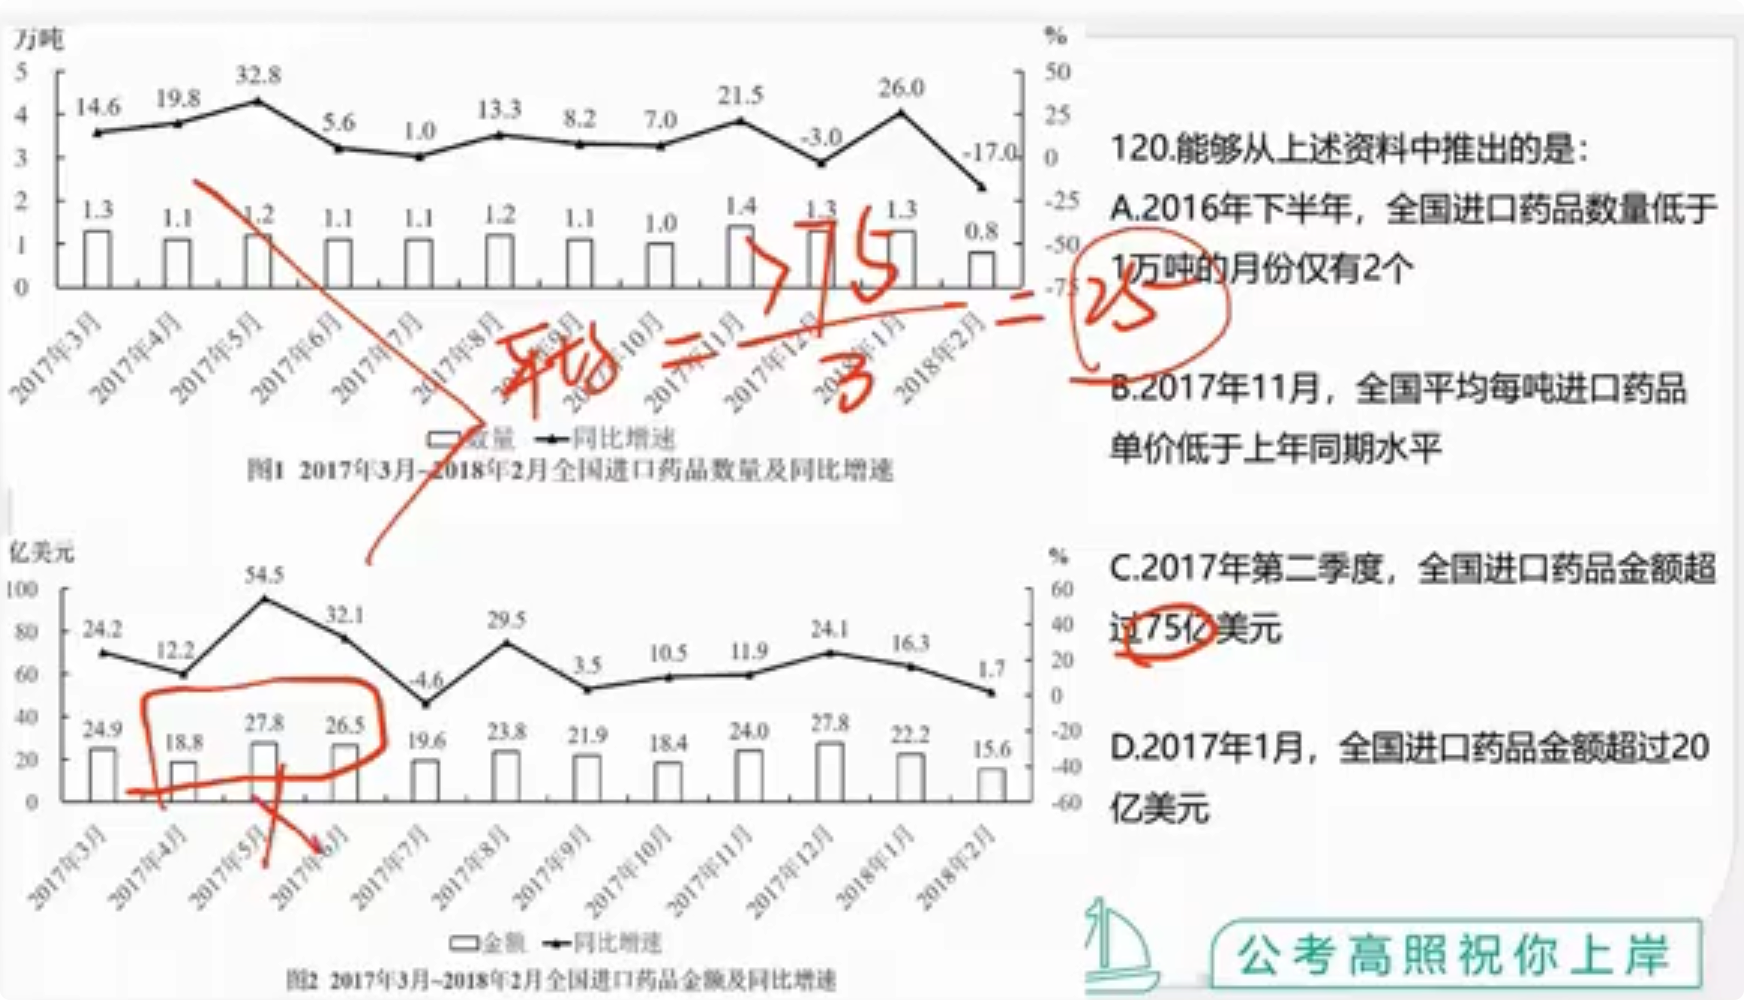 万吨
%
5
4
3
2
1
0
14.6
19.8
32.8
5.6
1.0
13.3
8.2
7.0
21.5
-3.0
26.0
-17.0
50
25
0
-25
-50
-75
1.3
1.1
1.2
1.1
1.1
1.2
1.1
1.0
1.4
1.3
1.3
0.8
2017年3月
2017年4月
2017年5月
2017年6月
2017年7月
2017年8月
2017年11月
2017年12月
2018年1月
2018年2月
平均 = >75/3 = 25
数量 同比增速
图1 2017年3月~2018年2月全国进口药品数量及同比增速
亿美元
%
100
80
60
40
20
0
24.2
12.2
54.5
32.1
-4.6
29.5
3.5
10.5
11.9
24.1
16.3
1.7
60
40
20
0
-20
-40
-60
24.9
18.8
27.8
26.5
19.6
23.8
21.9
18.4
24.0
27.8
22.2
15.6
2017年3月
2017年4月
2017年5月
2017年6月
2017年7月
2017年8月
2017年9月
2017年10月
2017年11月
2017年12月
2018年1月
2018年2月
金额 同比增速
图2 2017年3月~2018年2月全国进口药品金额及同比增速
120.能够从上述资料中推出的是：
A.2016年下半年，全国进口药品数量低于
1万吨的月份仅有2个
B.2017年11月，全国平均每吨进口药品
单价低于上年同期水平
C.2017年第二季度，全国进口药品金额超
过75亿美元
D.2017年1月，全国进口药品金额超过20
亿美元
公考高照祝你上岸